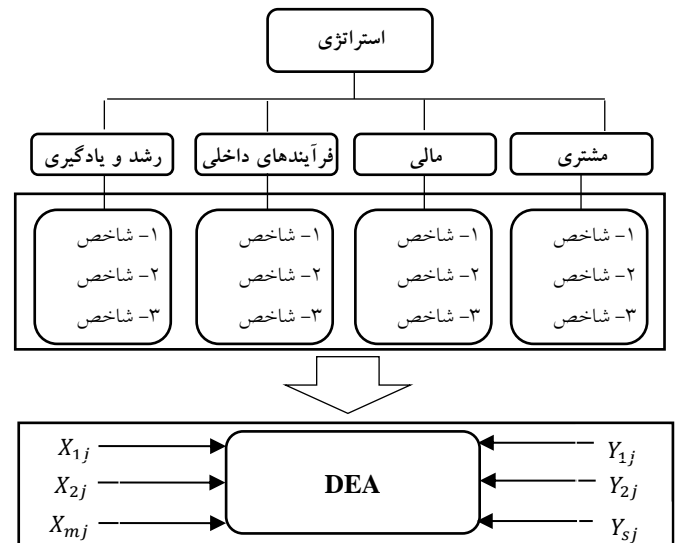 استراتژی
مشتری مالی فرآیندهای داخلی رشد و یادگیری
۱- شاخص ۱- شاخص ۱- شاخص ۱- شاخص
۲- شاخص ۲- شاخص ۲- شاخص ۲- شاخص
۳- شاخص ۳- شاخص ۳- شاخص ۳- شاخص
X₁ⱼ DEA Y₁ⱼ
X₂ⱼ Y₂ⱼ
Xₘⱼ Yₛⱼ